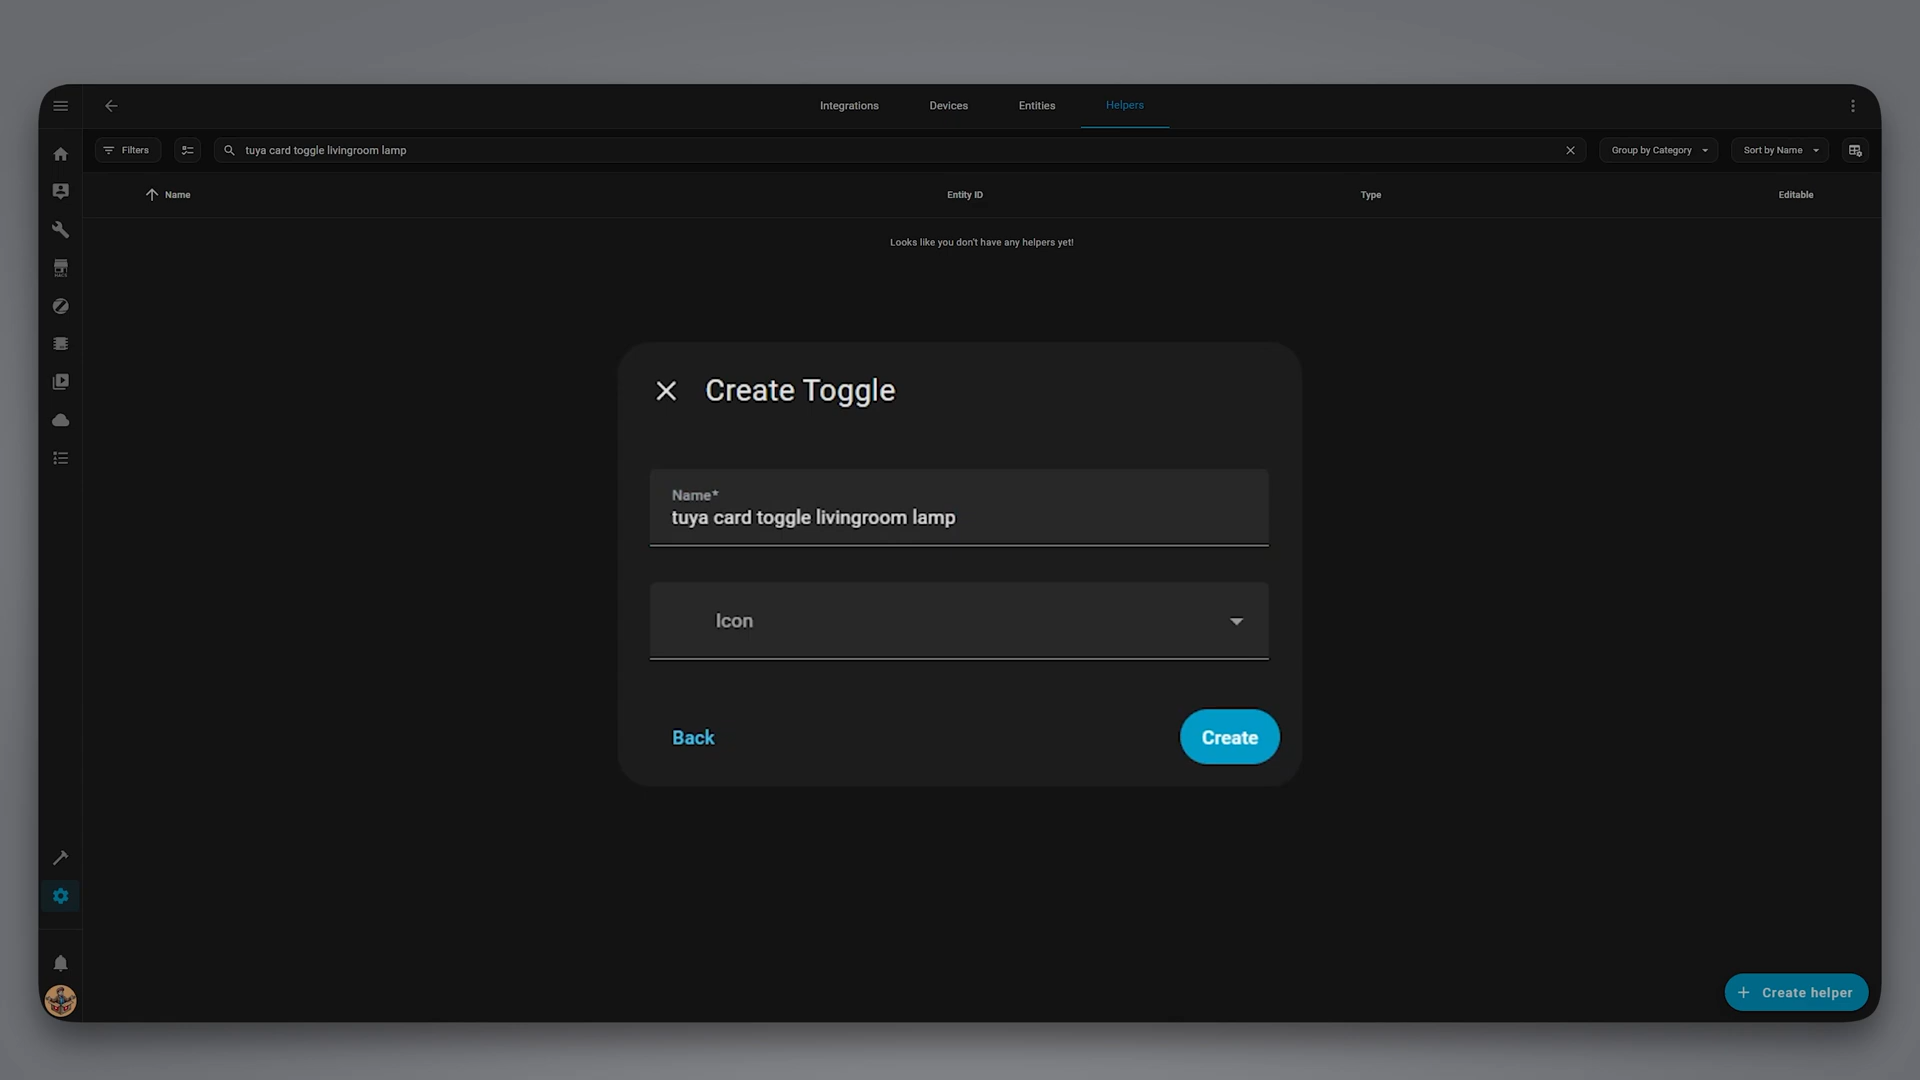 Integrations
Devices
Entities
Helpers
Filters
tuya card toggle livingroom lamp
Group by Category
Sort by Name
Name
Entity ID
Type
Editable
Looks like you don't have any helpers yet!
HACS
Create Toggle
Name*
tuya card toggle livingroom lamp
Icon
Back
Create
Create helper